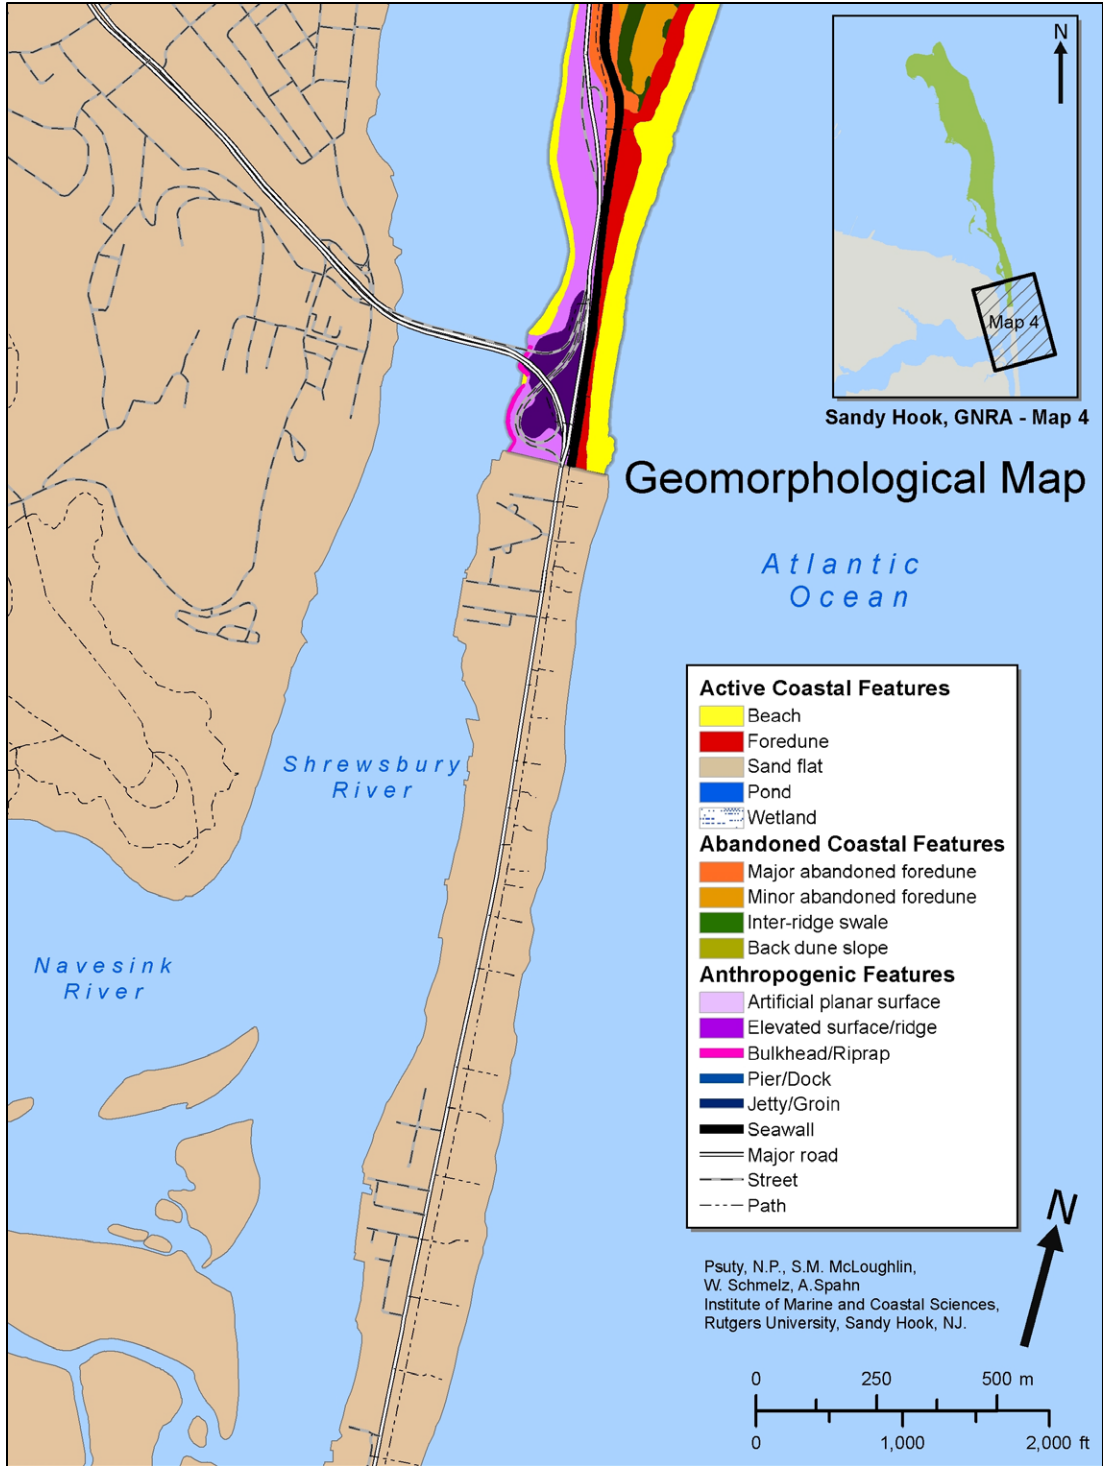 N
Map 4
Sandy Hook, GNRA - Map 4
Geomorphological Map
Atlantic
Ocean
Shrewsbury
River
Navesink
River
Active Coastal Features
Beach
Foredune
Sand flat
Pond
Wetland
Abandoned Coastal Features
Major abandoned foredune
Minor abandoned foredune
Inter-ridge swale
Back dune slope
Anthropogenic Features
Artificial planar surface
Elevated surface/ridge
Bulkhead/Riprap
Pier/Dock
Jetty/Groin
Seawall
Major road
Street
Path
N
Psuty, N.P., S.M. McLoughlin,
W. Schmelz, A.Spahn
Institute of Marine and Coastal Sciences,
Rutgers University, Sandy Hook, NJ.
0 250 500 m
0 1,000 2,000 ft